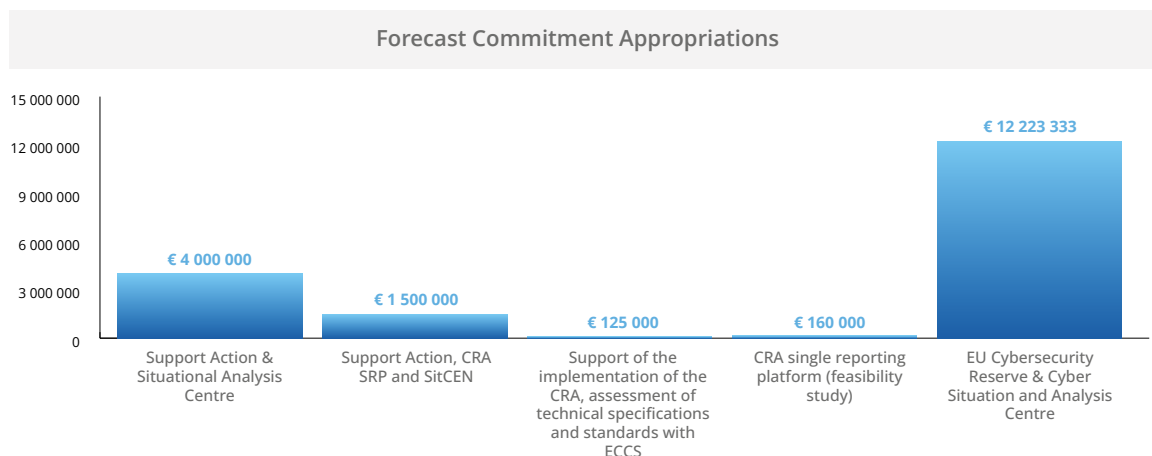 Forecast Commitment Appropriations
15 000 000
12 000 000
9 000 000
6 000 000
3 000 000
0
€ 4 000 000
€ 1 500 000
€ 125 000
€ 160 000
€ 12 223 333
Support Action &
Situational Analysis
Centre
Support Action, CRA
SRP and SitCEN
Support of the
implementation of the
CRA, assessment of
technical specifications
and standards with
ECCS
CRA single reporting
platform (feasibility
study)
EU Cybersecurity
Reserve & Cyber
Situation and Analysis
Centre